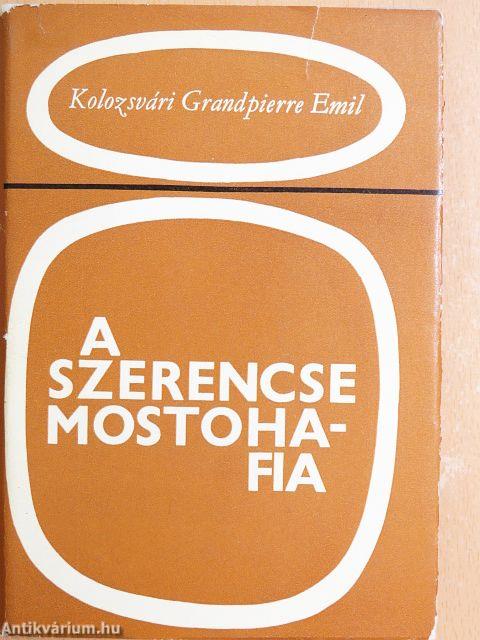 Kolozsvári Grandpierre Emil
A
SZERENCSE
MOSTOHA-
FIA
Antikvárium.hu